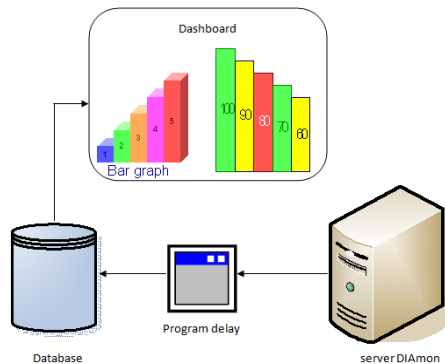 Dashboard
1 2 3 4 5
Bar graph
100 90 80 70 60
Program delay
Database
server DIAmon